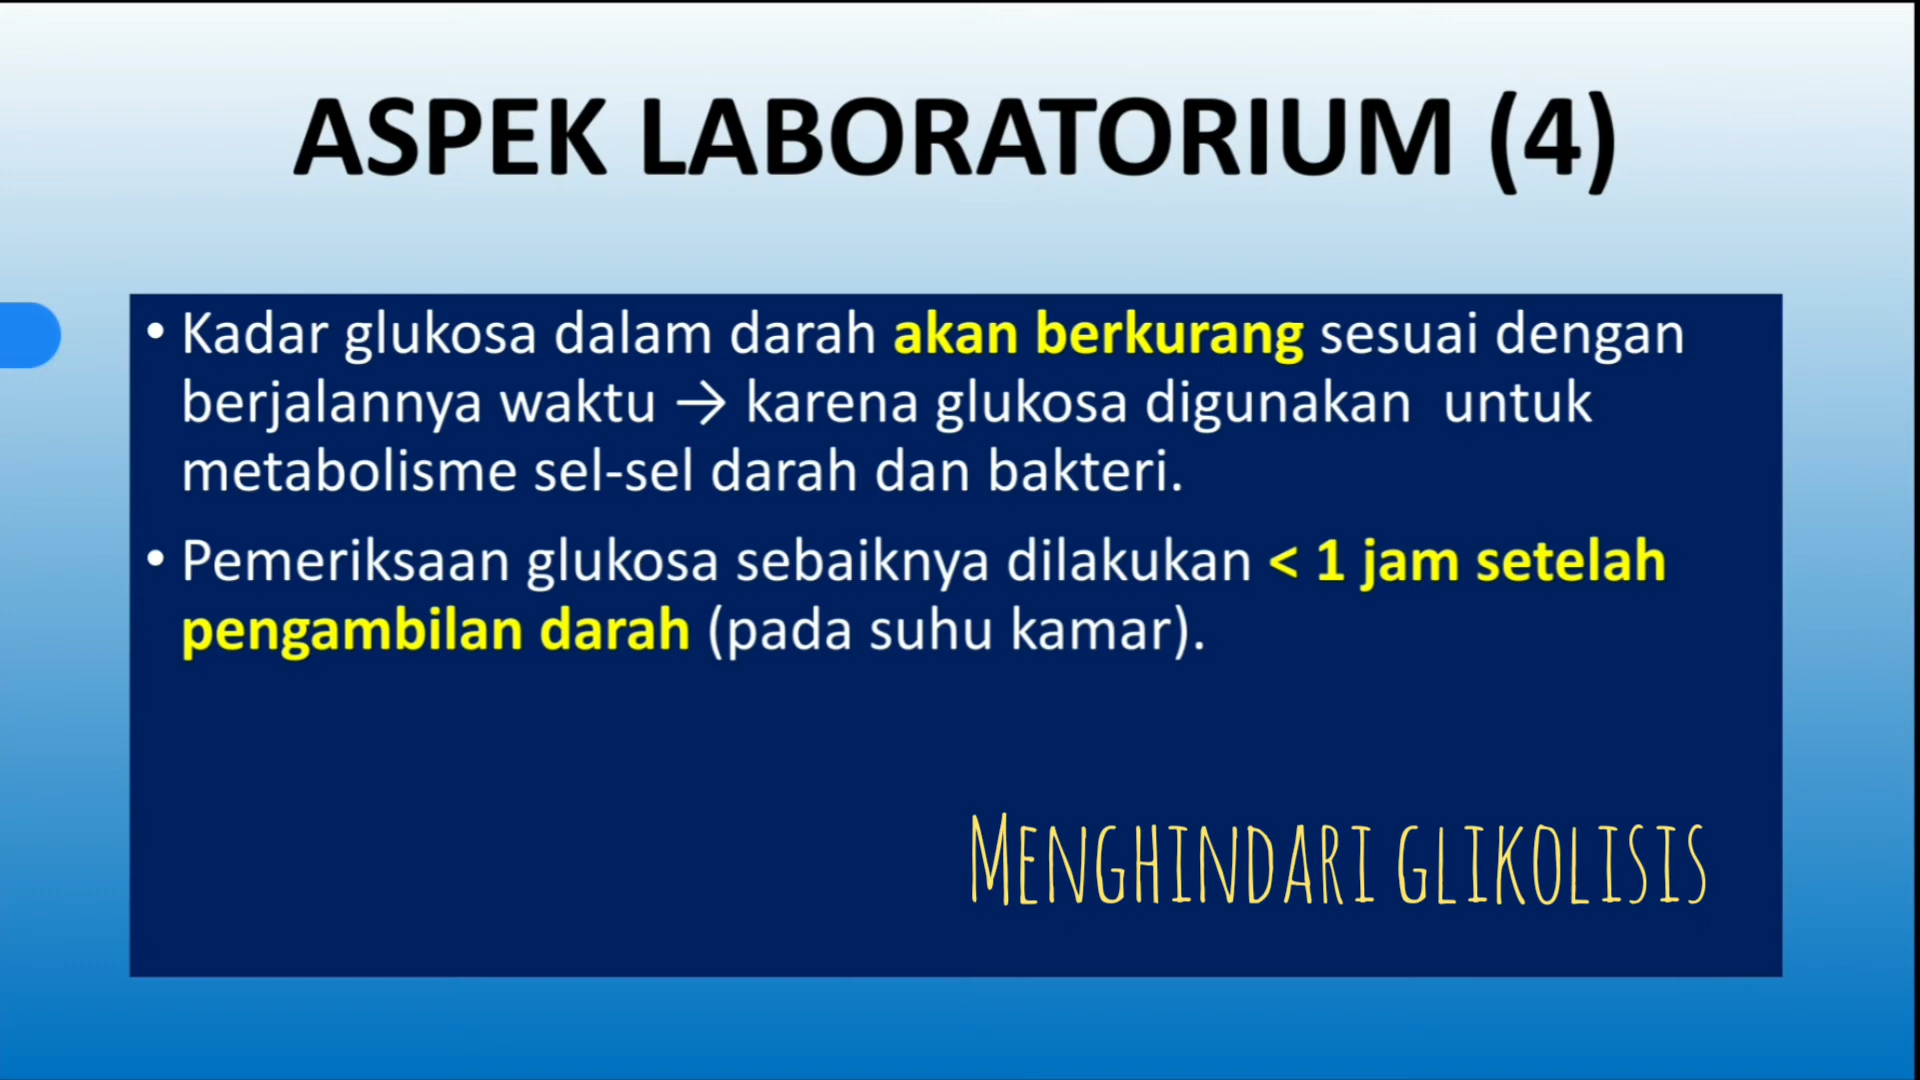 ASPEK LABORATORIUM (4)
• Kadar glukosa dalam darah akan berkurang sesuai dengan
berjalannya waktu → karena glukosa digunakan untuk
metabolisme sel-sel darah dan bakteri.
• Pemeriksaan glukosa sebaiknya dilakukan < 1 jam setelah
pengambilan darah (pada suhu kamar).
MENGHINDARI GLIKOLISIS